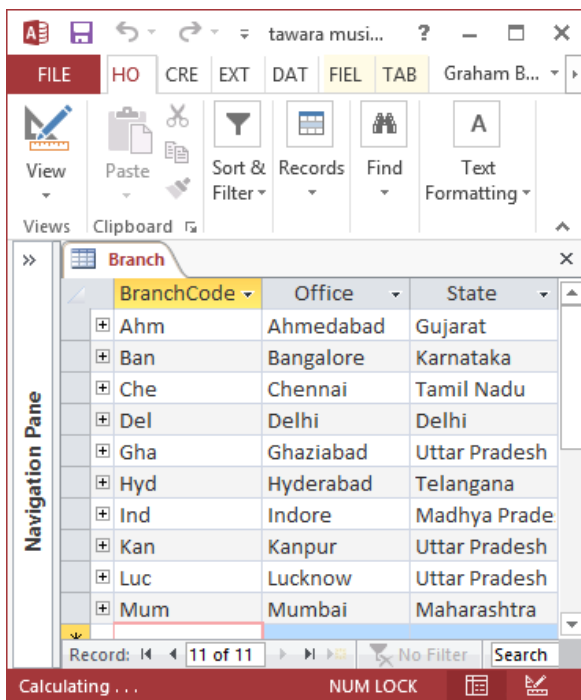 tawara musi... ?
FILE HO CRE EXT DAT FIEL TAB Graham B...
View Paste Sort & Filter Records Find Text Formatting
Views Clipboard
Branch
BranchCode Office State
Ahm Ahmedabad Gujarat
Ban Bangalore Karnataka
Che Chennai Tamil Nadu
Del Delhi Delhi
Gha Ghaziabad Uttar Pradesh
Hyd Hyderabad Telangana
Ind Indore Madhya Prade
Kan Kanpur Uttar Pradesh
Luc Lucknow Uttar Pradesh
Mum Mumbai Maharashtra
Navigation Pane
Record: 11 of 11 No Filter Search
Calculating . . . NUM LOCK